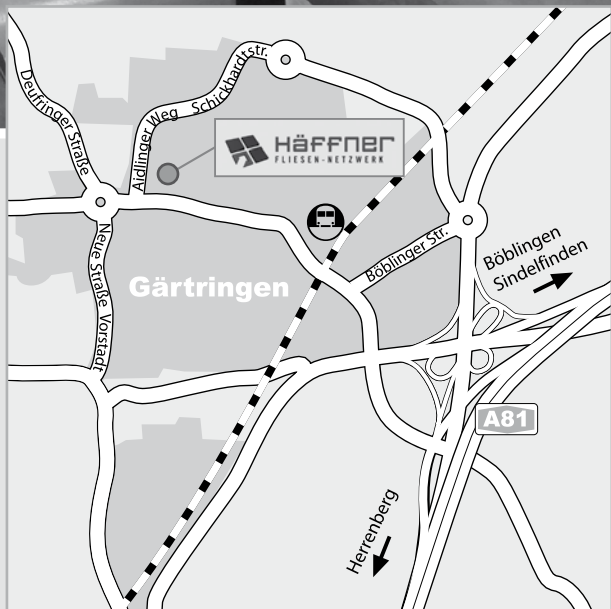 Deufringer Straße
Aidlinger Weg
Schickhardtstr.
HÄFFNER
FLIESEN-NETZWERK
Neue Straße
Vorstadt
Gärtringen
Böblinger Str.
Böblingen
Sindelfinden
A81
Herrenberg